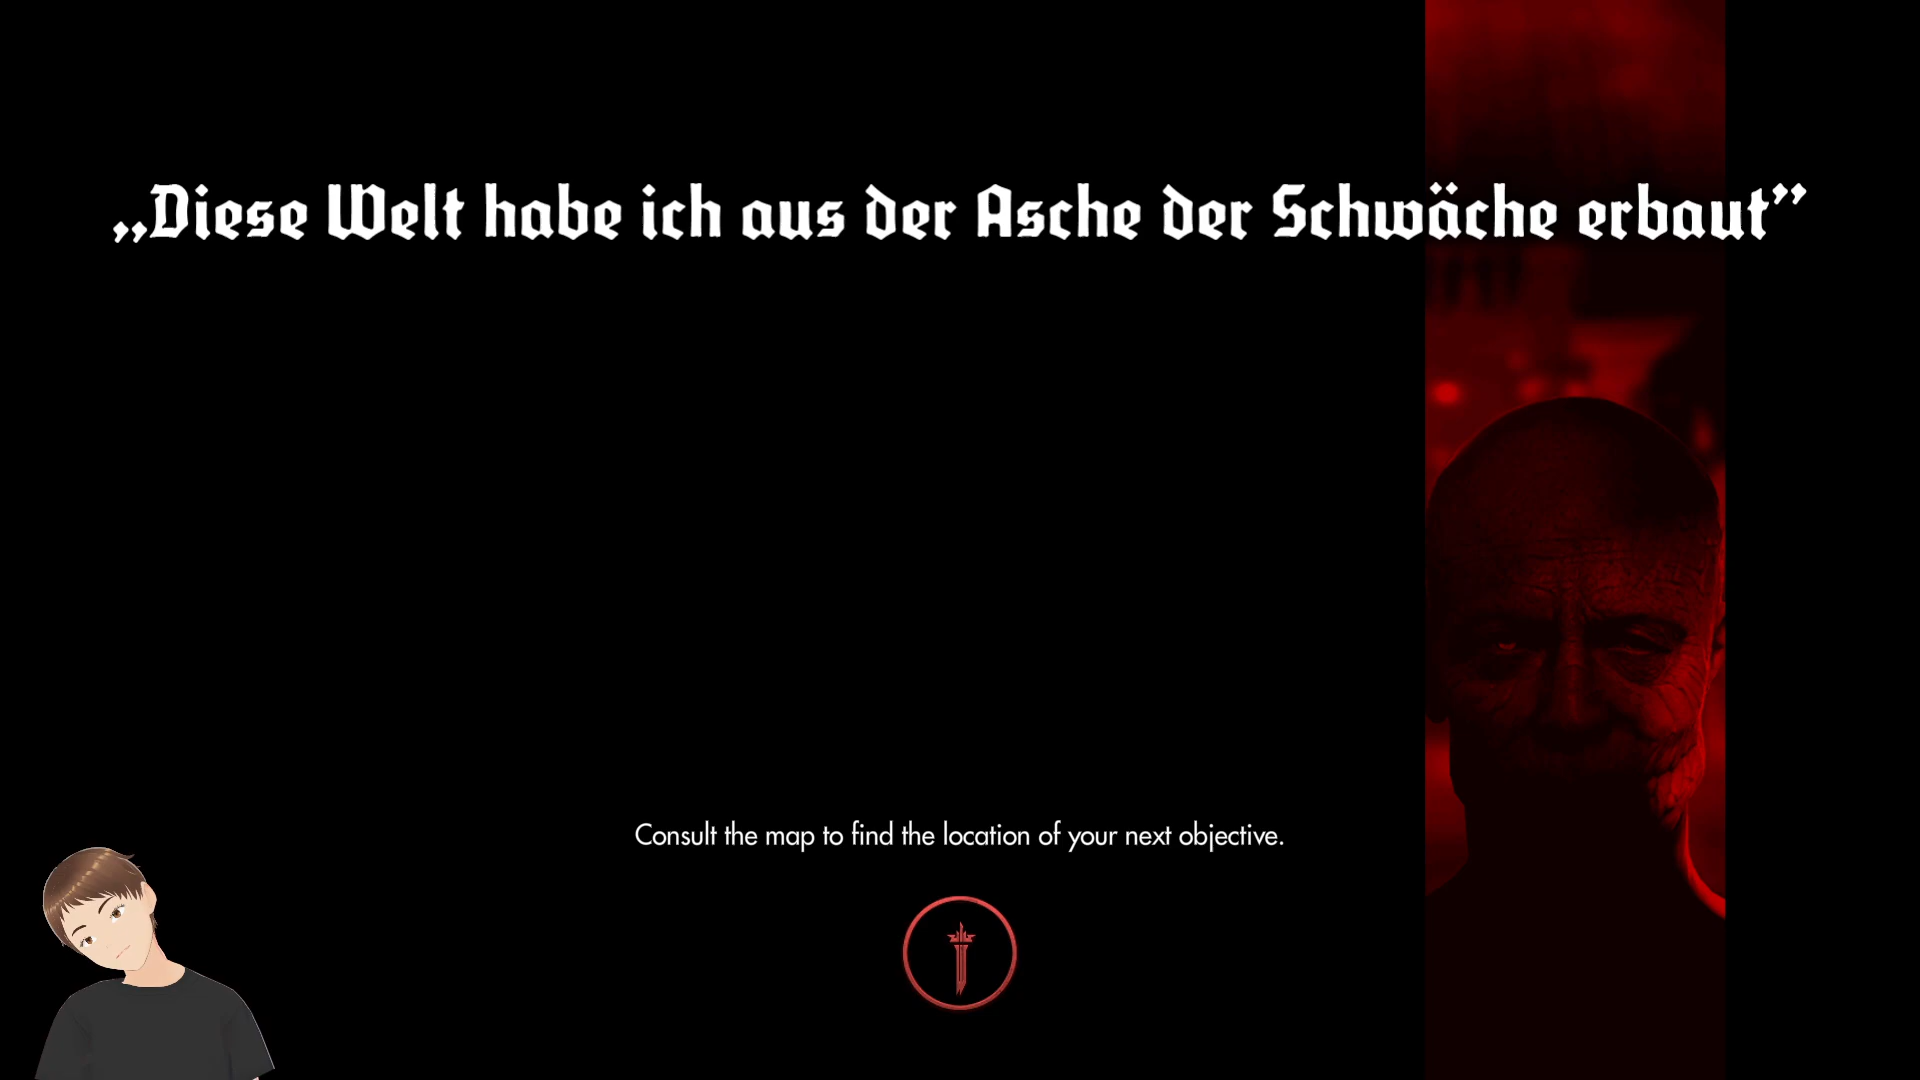 „Diese Welt habe ich aus der Asche der Schwäche erbaut”
Consult the map to find the location of your next objective.